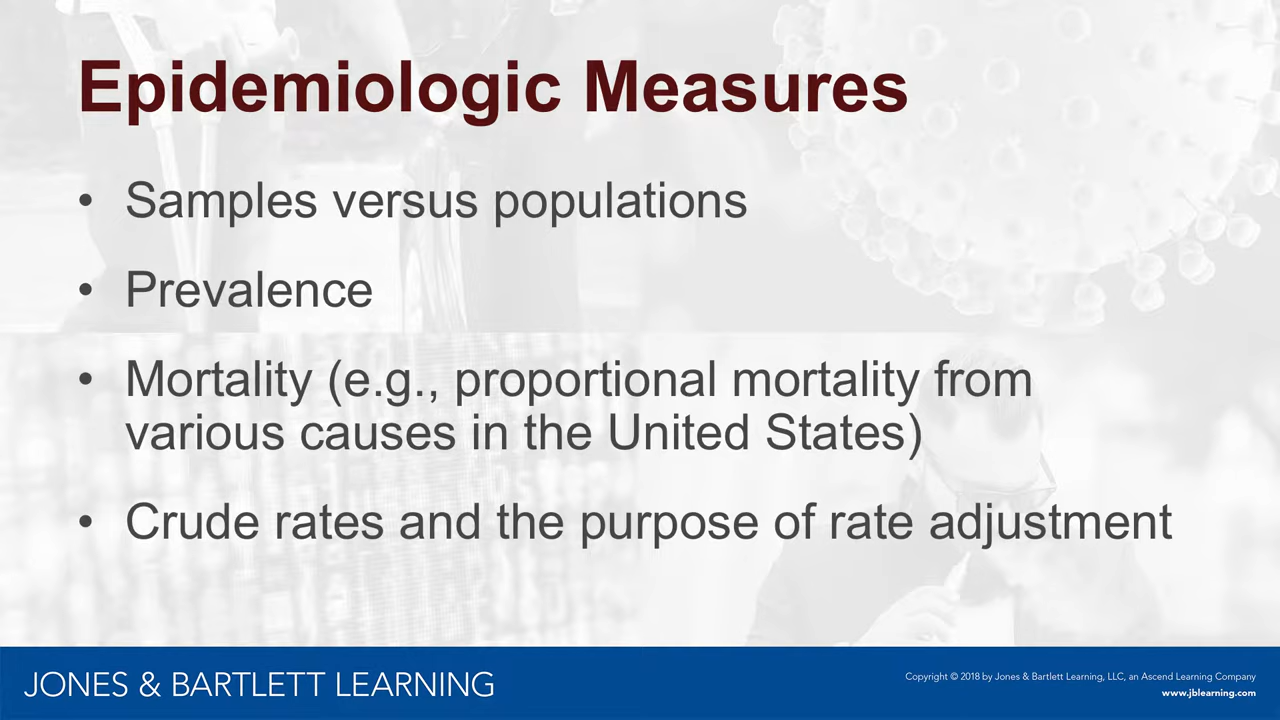 Epidemiologic Measures
• Samples versus populations
• Prevalence
• Mortality (e.g., proportional mortality from
various causes in the United States)
• Crude rates and the purpose of rate adjustment
JONES & BARTLETT LEARNING
Copyright © 2018 by Jones & Bartlett Learning, LLC, an Ascend Learning Company
www.jblearning.com